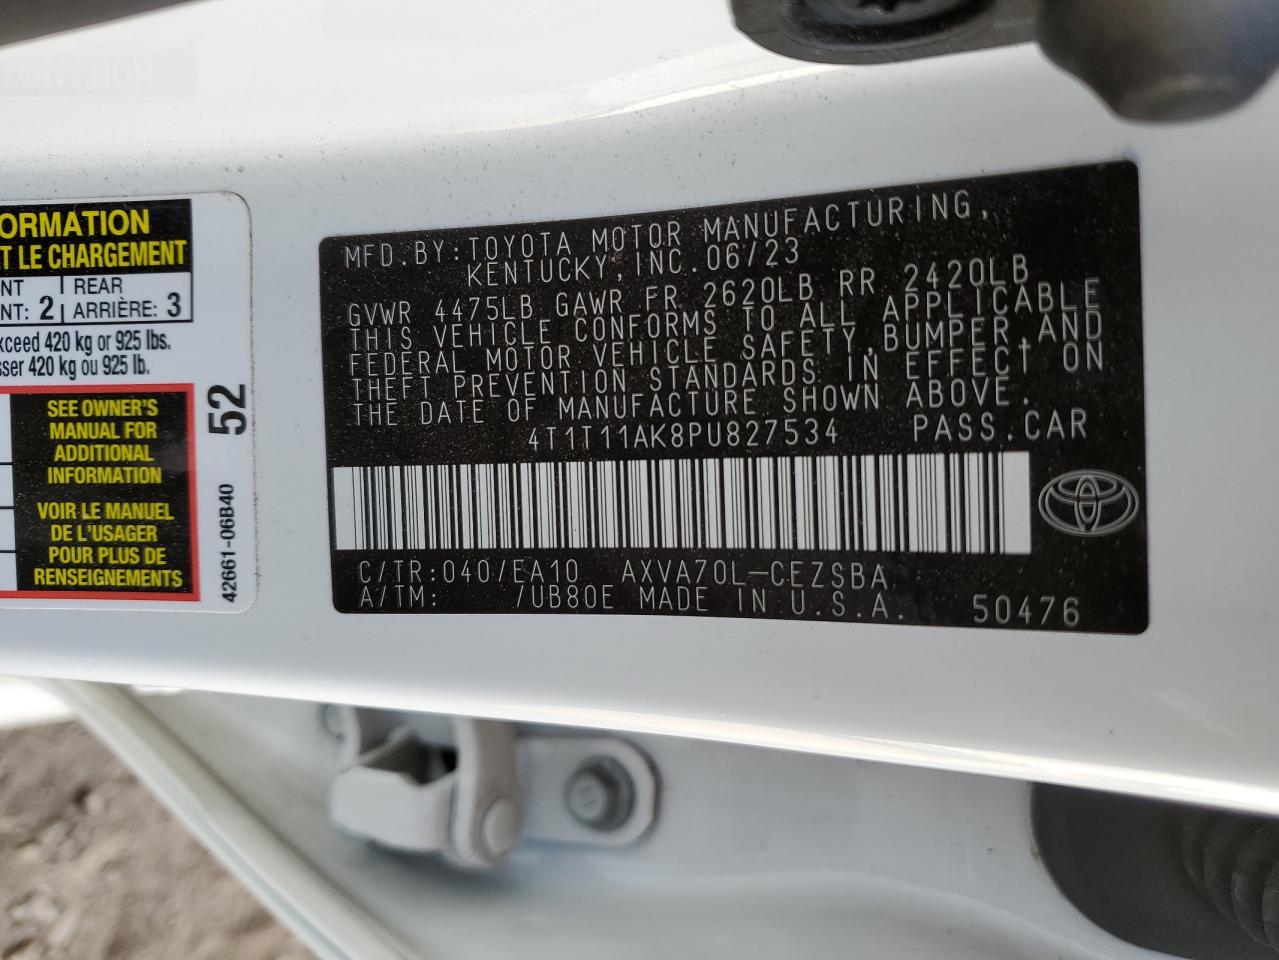 ORMATION
T LE CHARGEMENT
NT 2 REAR
NT: ARRIÈRE: 3
xceed 420 kg or 925 lbs.
sser 420 kg ou 925 lb.
SEE OWNER'S
MANUAL FOR
ADDITIONAL
INFORMATION
VOIR LE MANUEL
DE L'USAGER
POUR PLUS DE
RENSEIGNEMENTS
52
42661-06B40
MFD.BY:TOYOTA MOTOR MANUFACTURING,
KENTUCKY,INC.06/23
GVWR 4475LB GAWR FR 2620LB RR 2420LB
THIS VEHICLE CONFORMS TO ALL APPLICABLE
FEDERAL MOTOR VEHICLE SAFETY,BUMPER,AND
THEFT PREVENTION STANDARDS IN EFFECT ON
THE DATE OF MANUFACTURE SHOWN ABOVE.
4T1T11AK8PU827534 PASS.CAR
C/TR:040/EA10 AXVA70L-CEZSBA
A/TM: /UB80E MADE IN U.S.A. 50476